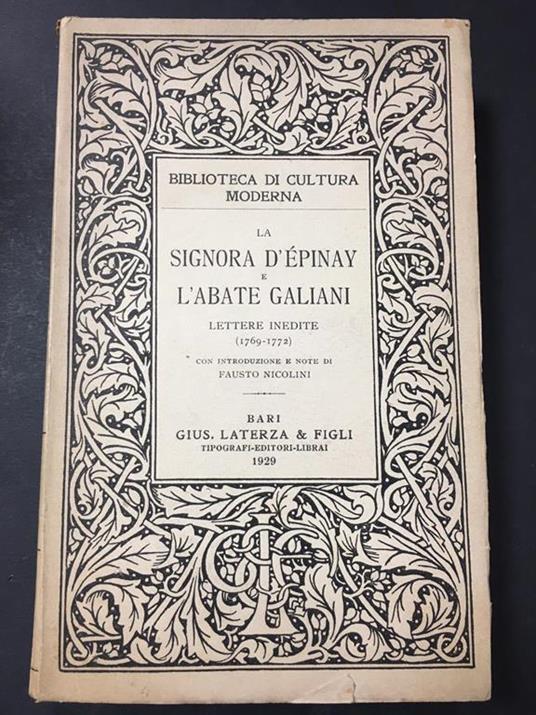 BIBLIOTECA DI CULTURA
MODERNA
LA
SIGNORA D'ÉPINAY
E
L'ABATE GALIANI
LETTERE INEDITE
(1769-1772)
CON INTRODUZIONE E NOTE DI
FAUSTO NICOLINI
BARI
GIUS. LATERZA & FIGLI
TIPOGRAFI-EDITORI-LIBRAI
1929